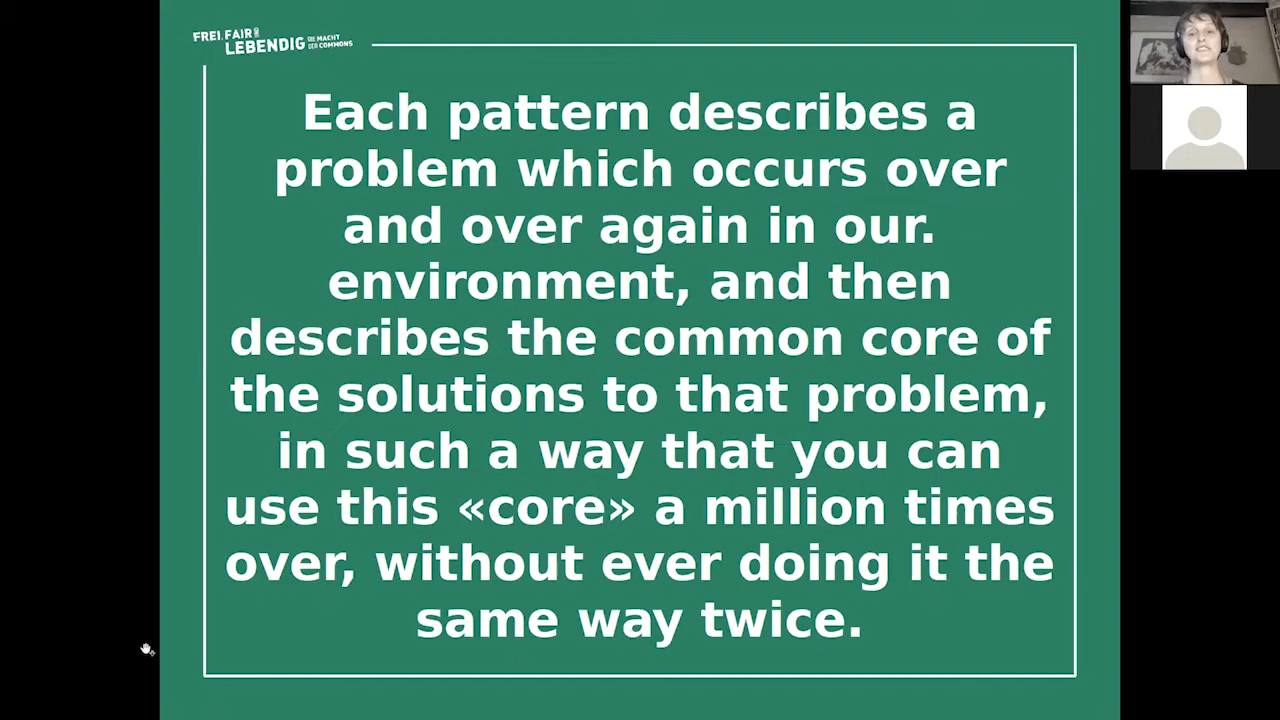 FREI, FAIR UND
LEBENDIG DIE MACHT
DER COMMONS
Each pattern describes a
problem which occurs over
and over again in our.
environment, and then
describes the common core of
the solutions to that problem,
in such a way that you can
use this «core» a million times
over, without ever doing it the
same way twice.